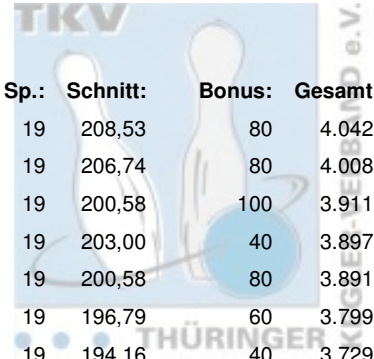 TKV
Sp.: Schnitt: Bonus: Gesamt
19 208,53 80 4.042
19 206,74 80 4.008
19 200,58 100 3.911
19 203,00 40 3.897
19 200,58 80 3.891
19 196,79 60 3.799
19 194,16 40 3.729
THÜRINGER
KEGLER-VERBAND e.V.